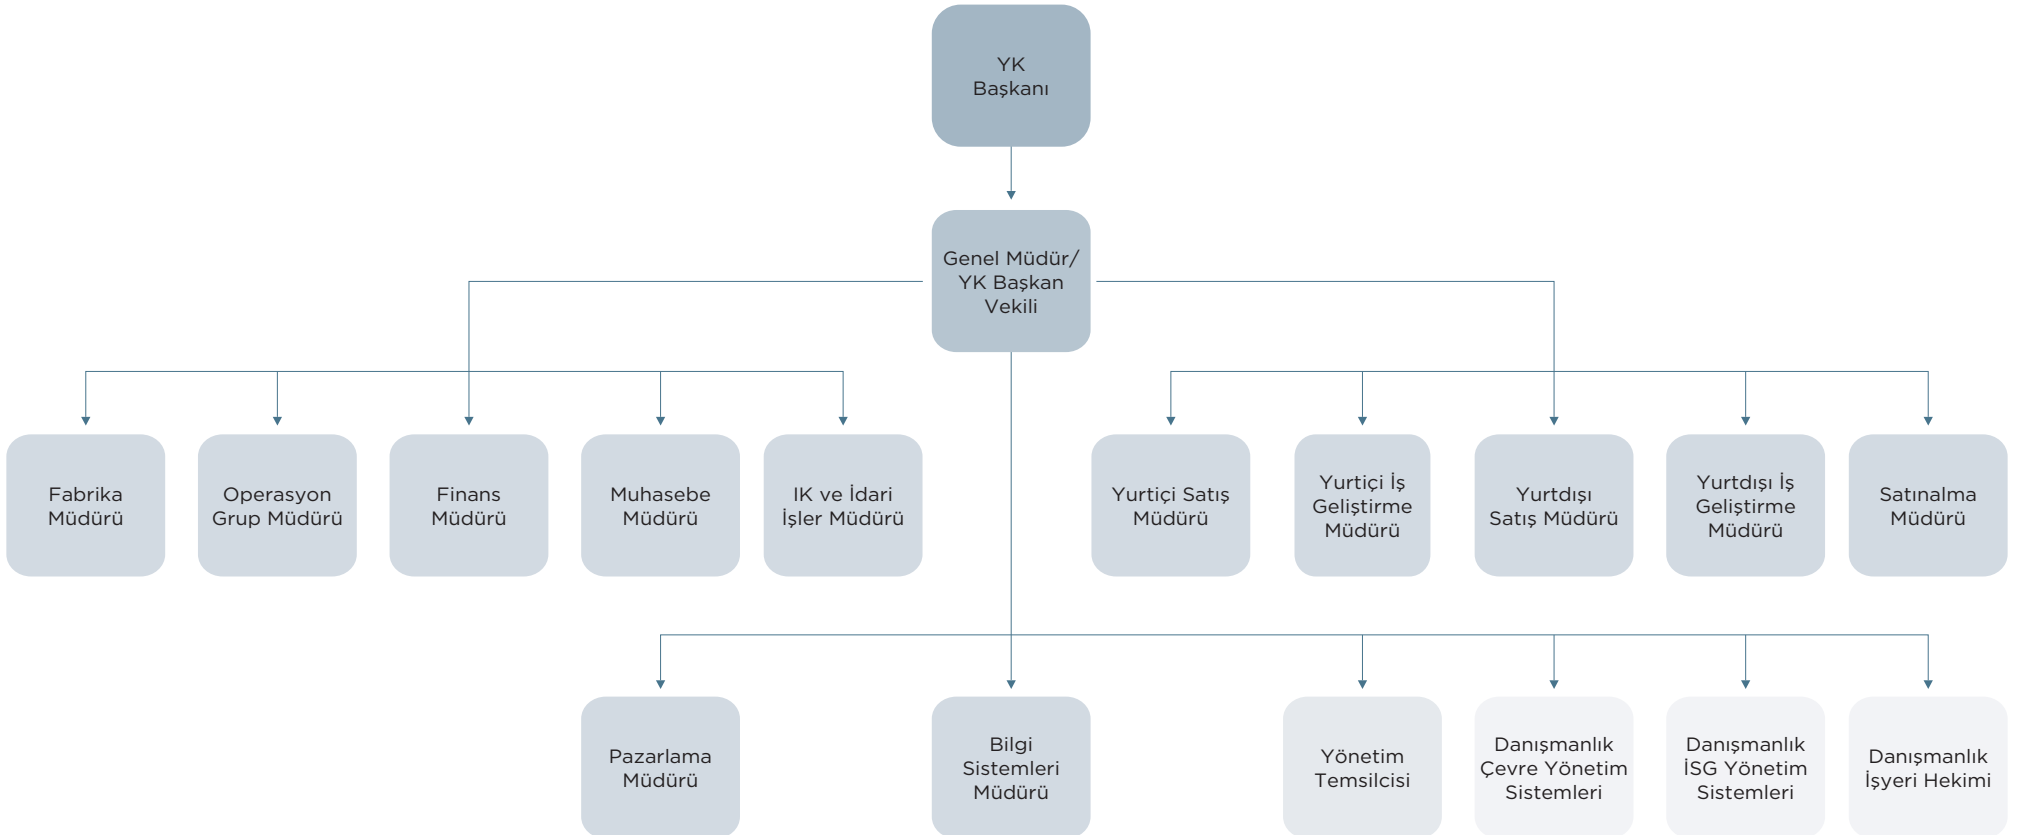 YK
Başkanı
Genel Müdür/
YK Başkan
Vekili
Fabrika
Müdürü
Operasyon
Grup Müdürü
Finans
Müdürü
Muhasebe
Müdürü
IK ve İdari
İşler Müdürü
Yurtiçi Satış
Müdürü
Yurtiçi İş
Geliştirme
Müdürü
Yurtdışı
Satış Müdürü
Yurtdışı İş
Geliştirme
Müdürü
Satınalma
Müdürü
Pazarlama
Müdürü
Bilgi
Sistemleri
Müdürü
Yönetim
Temsilcisi
Danışmanlık
Çevre Yönetim
Sistemleri
Danışmanlık
İSG Yönetim
Sistemleri
Danışmanlık
İşyeri Hekimi